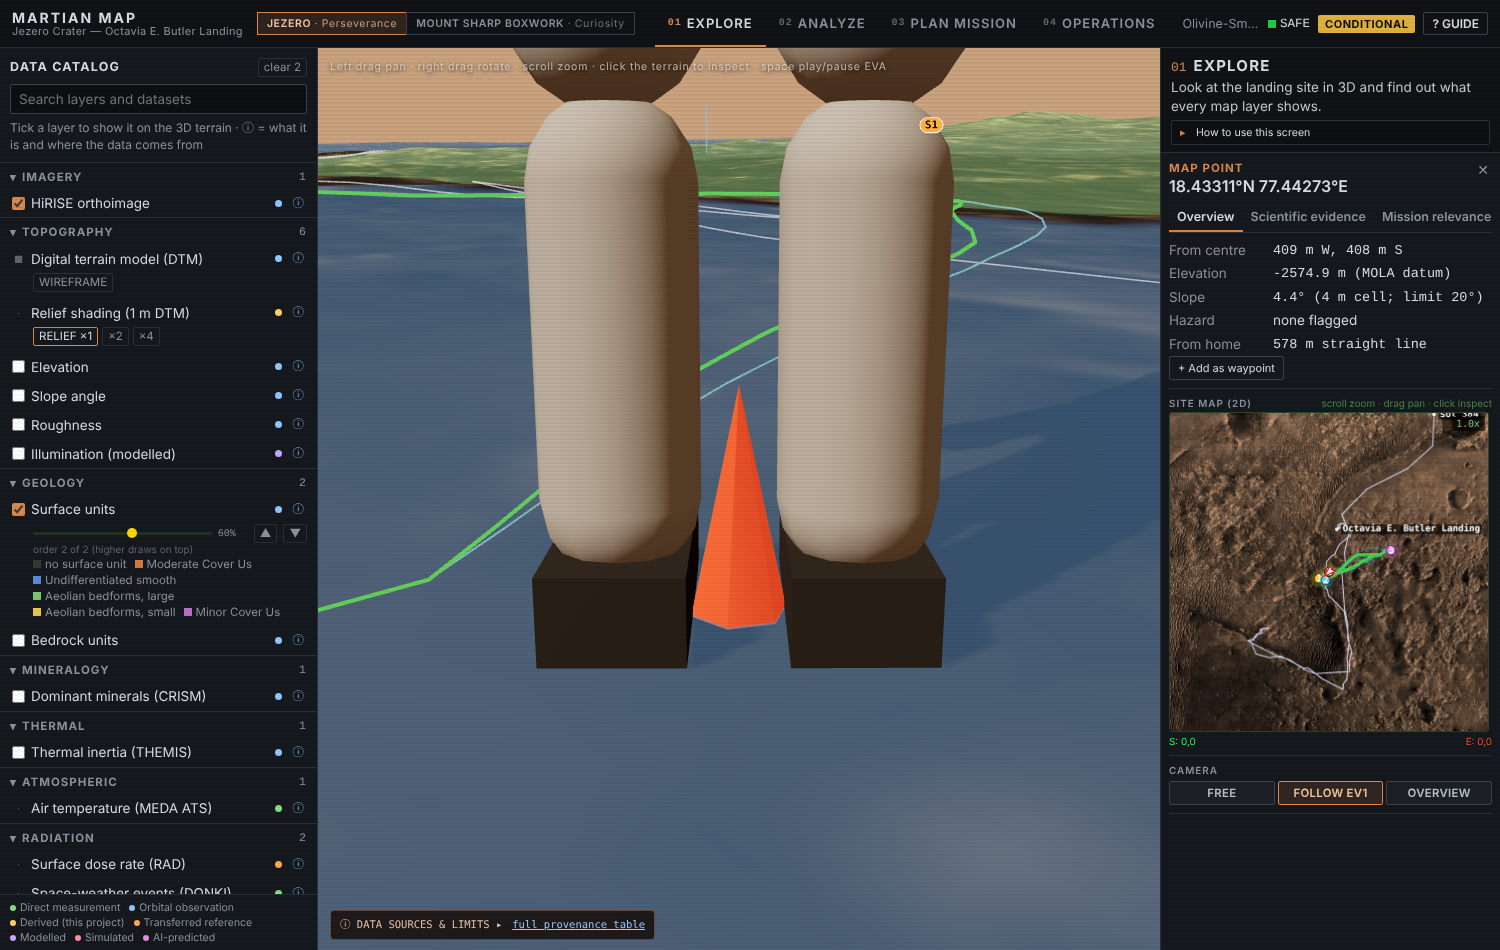 MARTIAN MAP
Jezero Crater — Octavia E. Butler Landing
JEZERO · Perseverance
MOUNT SHARP BOXWORK · Curiosity
01 EXPLORE
02 ANALYZE
03 PLAN MISSION
04 OPERATIONS
Olivine-Sm...
SAFE
CONDITIONAL
? GUIDE
DATA CATALOG
clear 2
Search layers and datasets
Tick a layer to show it on the 3D terrain · ⓘ = what it
is and where the data comes from
▾ IMAGERY 1
HiRISE orthoimage ⓘ
▾ TOPOGRAPHY 6
Digital terrain model (DTM) ⓘ
WIREFRAME
Relief shading (1 m DTM) ⓘ
RELIEF ×1 ×2 ×4
Elevation ⓘ
Slope angle ⓘ
Roughness ⓘ
Illumination (modelled) ⓘ
▾ GEOLOGY 2
Surface units ⓘ
60% ▲ ▼
order 2 of 2 (higher draws on top)
no surface unit Moderate Cover Us
Undifferentiated smooth
Aeolian bedforms, large
Aeolian bedforms, small Minor Cover Us
Bedrock units ⓘ
▾ MINERALOGY 1
Dominant minerals (CRISM) ⓘ
▾ THERMAL 1
Thermal inertia (THEMIS) ⓘ
▾ ATMOSPHERIC 1
Air temperature (MEDA ATS) ⓘ
▾ RADIATION 2
Surface dose rate (RAD) ⓘ
Space-weather events (DONKI) ⓘ
Direct measurement Orbital observation
Derived (this project) Transferred reference
Modelled Simulated AI-predicted
Left drag pan · right drag rotate · scroll zoom · click the terrain to inspect · space play/pause EVA
S1
ⓘ DATA SOURCES & LIMITS ▸ full provenance table
01 EXPLORE
Look at the landing site in 3D and find out what
every map layer shows.
▸ How to use this screen
MAP POINT ✕
18.43311°N 77.44273°E
Overview Scientific evidence Mission relevance
From centre 409 m W, 408 m S
Elevation -2574.9 m (MOLA datum)
Slope 4.4° (4 m cell; limit 20°)
Hazard none flagged
From home 578 m straight line
+ Add as waypoint
SITE MAP (2D) scroll zoom · drag pan · click inspect
1.0x
Octavia E. Butler Landing
S: 0,0 E: 0,0
CAMERA
FREE FOLLOW EV1 OVERVIEW